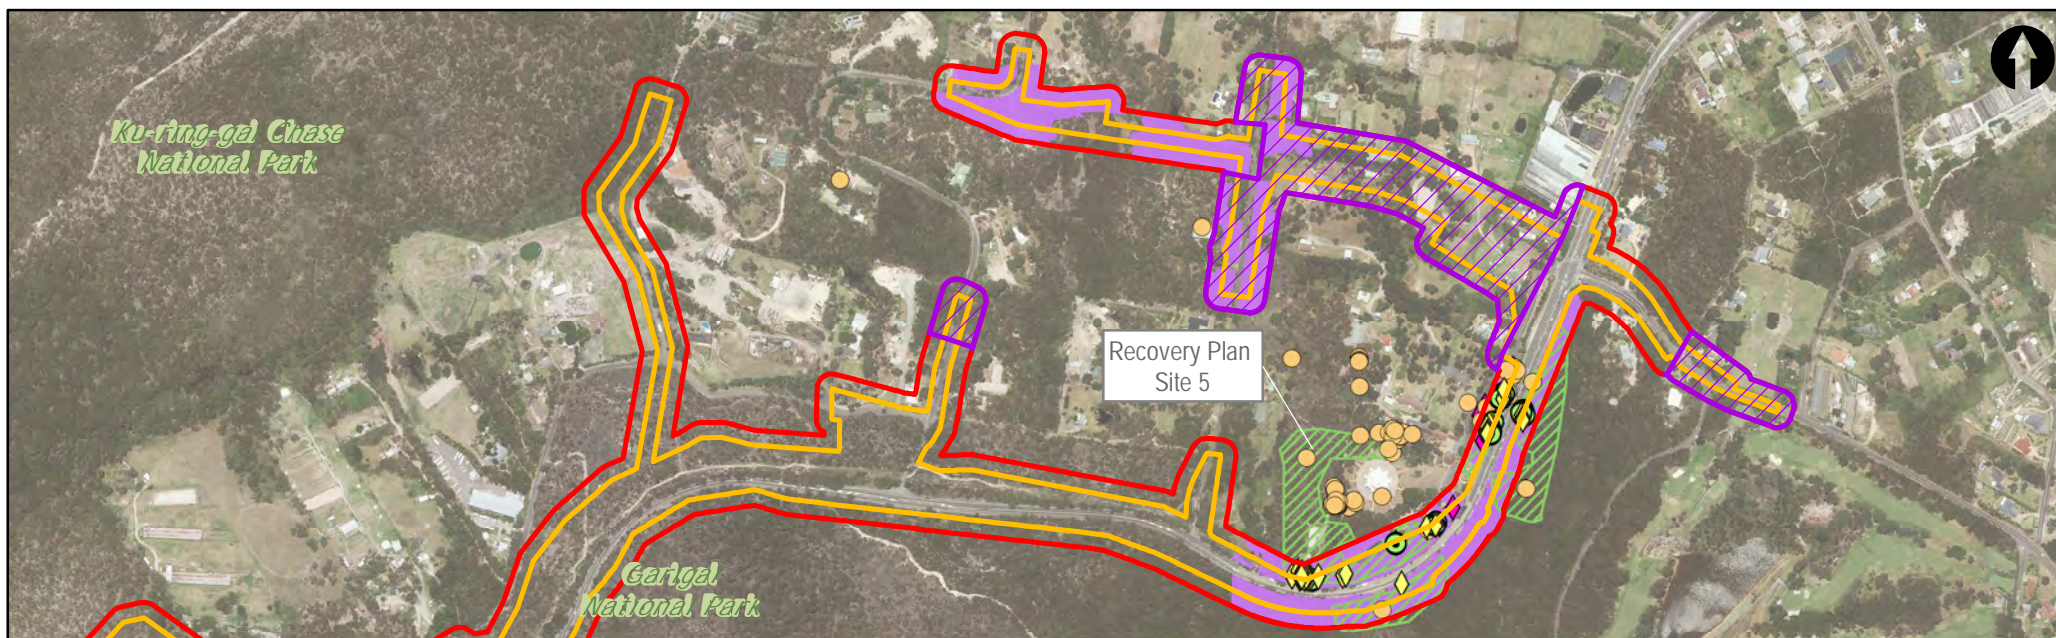 Ku-ring-gai Chase
National Park
Recovery Plan
Site 5
Garigal
National Park